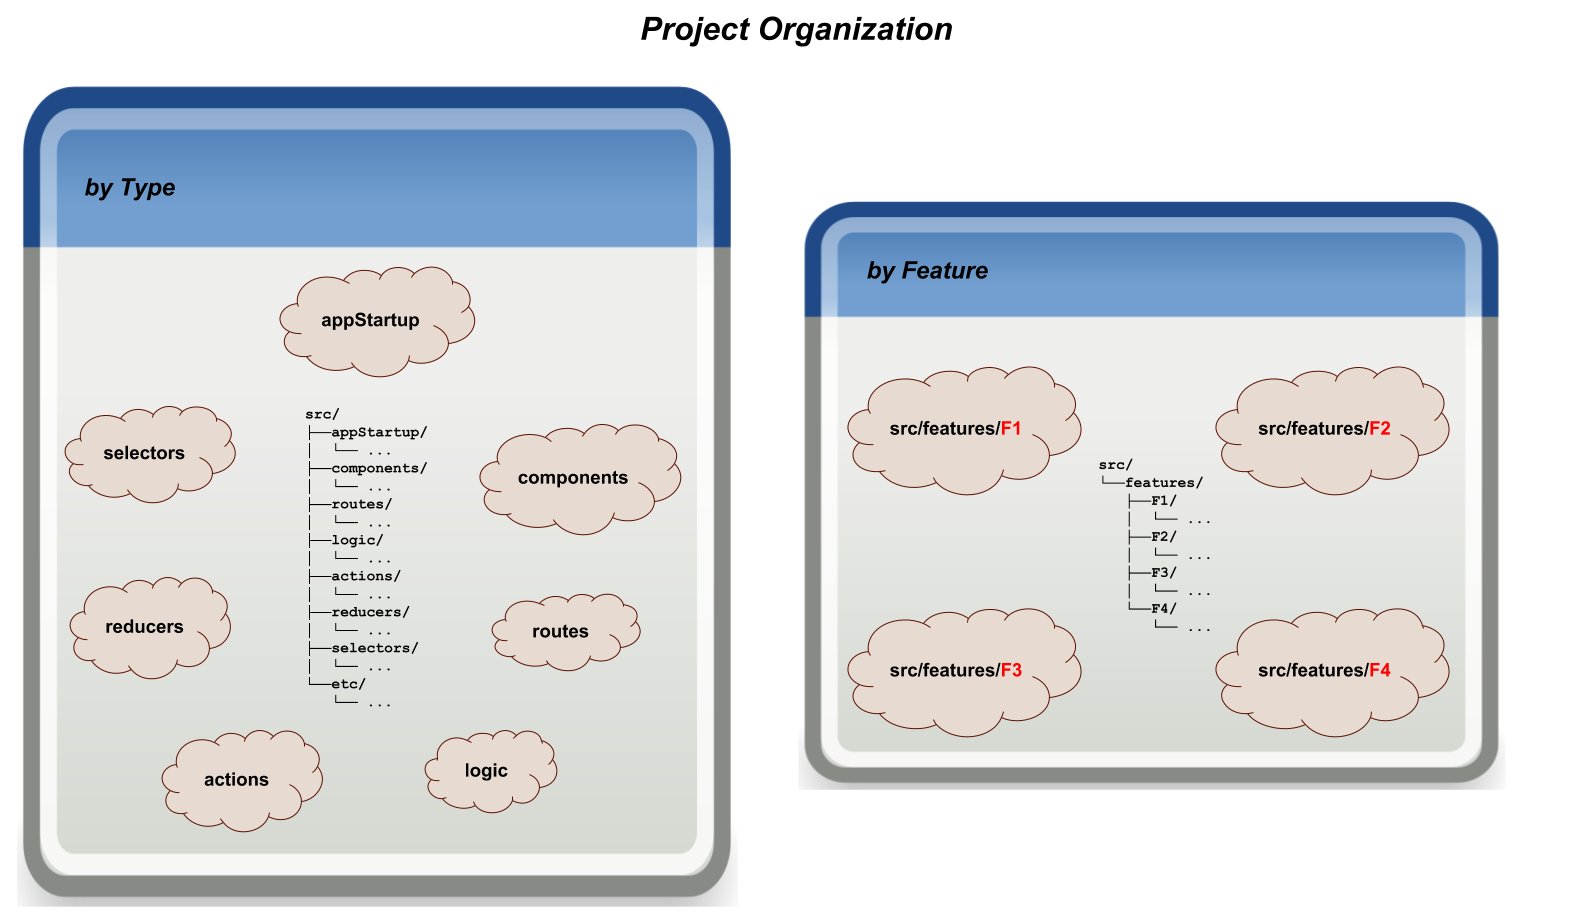 Project Organization
by Type
appStartup
selectors
components
reducers
routes
actions
logic
src/
├──appStartup/
│  └── ...
├──components/
│  └── ...
├──routes/
│  └── ...
├──logic/
│  └── ...
├──actions/
│  └── ...
├──reducers/
│  └── ...
├──selectors/
│  └── ...
└──etc/
   └── ...
by Feature
src/features/F1
src/features/F2
src/
└──features/
   ├──F1/
   │  └── ...
   ├──F2/
   │  └── ...
   ├──F3/
   │  └── ...
   └──F4/
      └── ...
src/features/F3
src/features/F4